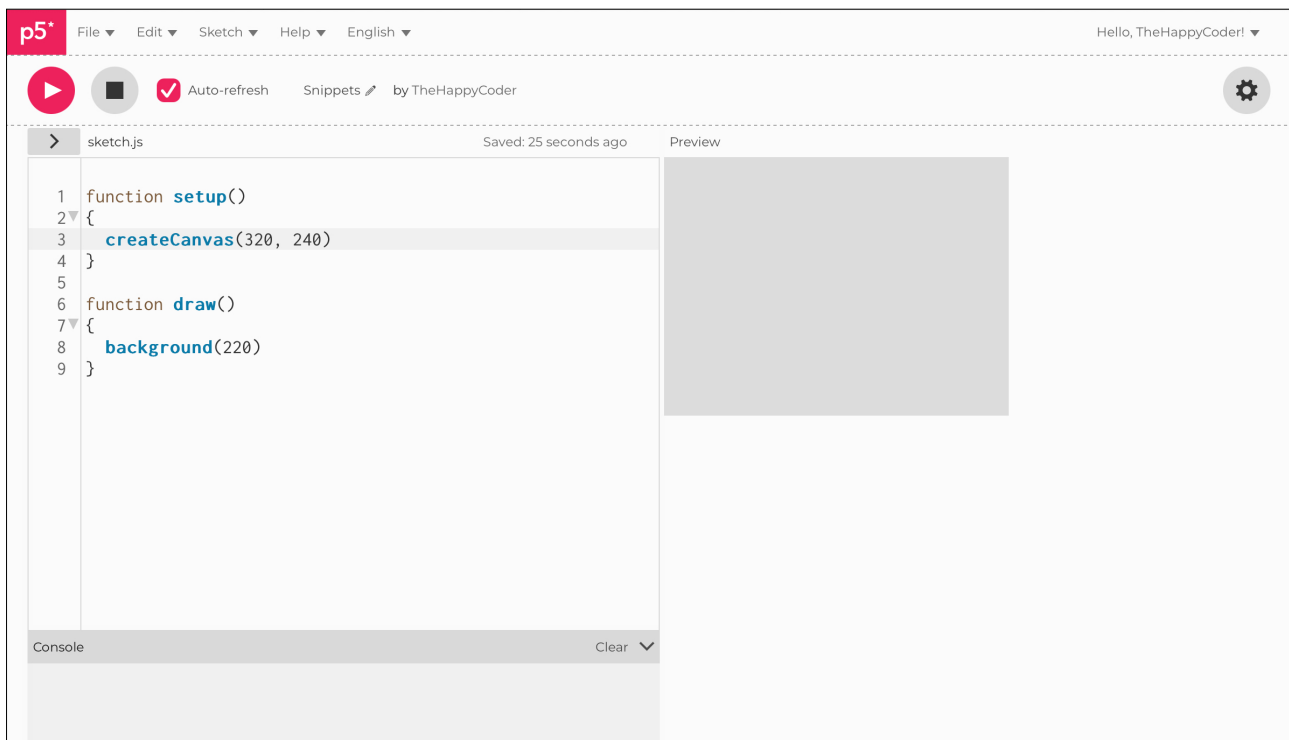 p5* File Edit Sketch Help English Hello, TheHappyCoder!
Auto-refresh Snippets by TheHappyCoder
sketch.js Saved: 25 seconds ago Preview
1 function setup()
2 {
3 createCanvas(320, 240)
4 }
5
6 function draw()
7 {
8 background(220)
9 }
Console Clear